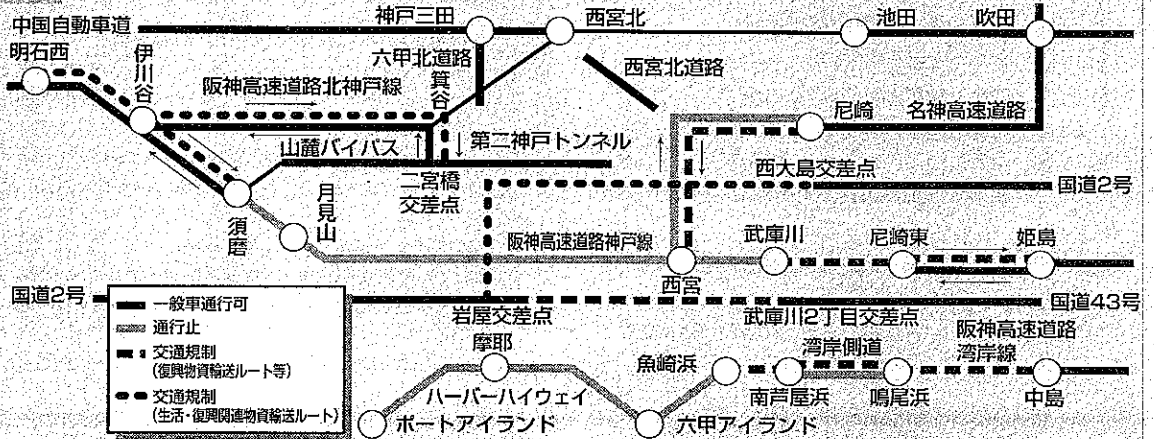 中国自動車道
神戸三田
西宮北
池田
吹田
明石西
伊川谷
六甲北道路
西宮北道路
阪神高速道路北神戸線
箕谷
尼崎
名神高速道路
山麓バイパス
第二神戸トンネル
二宮橋
交差点
西大島交差点
国道2号
月見山
須磨
阪神高速道路神戸線
武庫川
尼崎東
姫島
西宮
国道2号
岩屋交差点
武庫川2丁目交差点
国道43号
一般車通行可
通行止
交通規制
(復興物資輸送ルート等)
交通規制
(生活・復興関連物資輸送ルート)
摩耶
魚崎浜
湾岸側道
阪神高速道路
湾岸線
ハーバーハイウェイ
南芦屋浜
鳴尾浜
中島
ポートアイランド
六甲アイランド